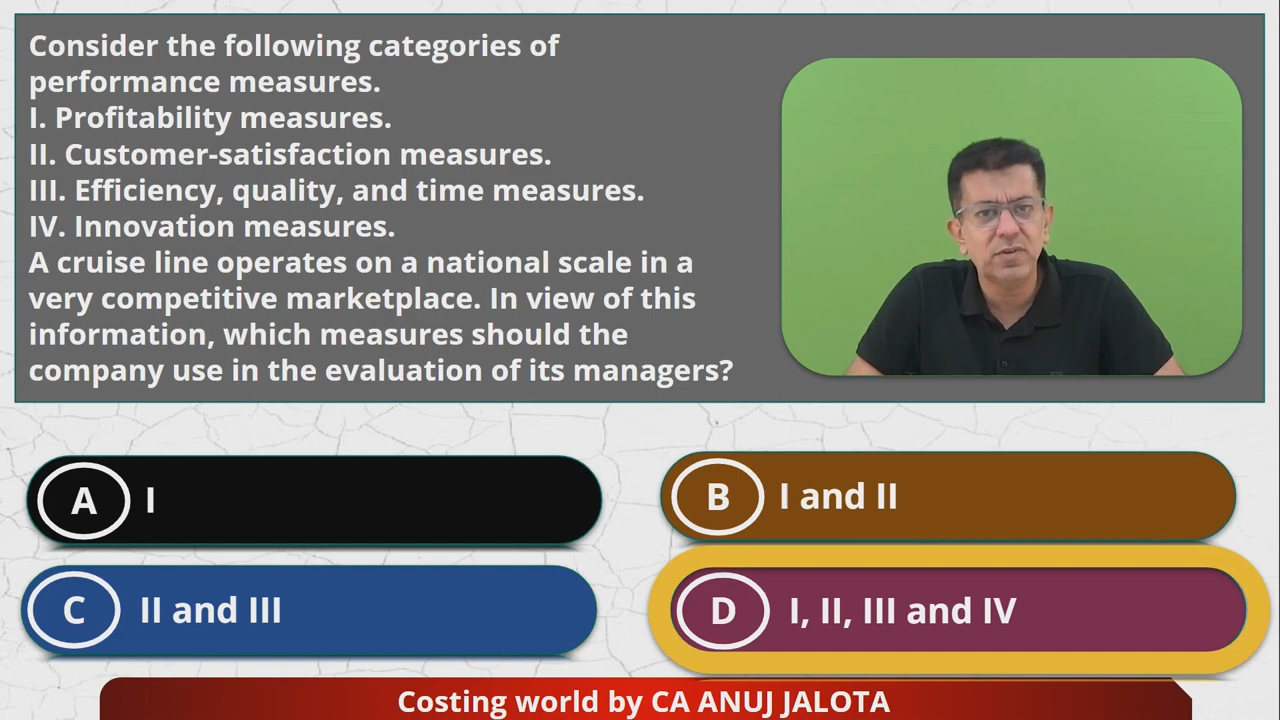 Consider the following categories of
performance measures.
I. Profitability measures.
II. Customer-satisfaction measures.
III. Efficiency, quality, and time measures.
IV. Innovation measures.
A cruise line operates on a national scale in a
very competitive marketplace. In view of this
information, which measures should the
company use in the evaluation of its managers?
A I
B I and II
C II and III
D I, II, III and IV
Costing world by CA ANUJ JALOTA